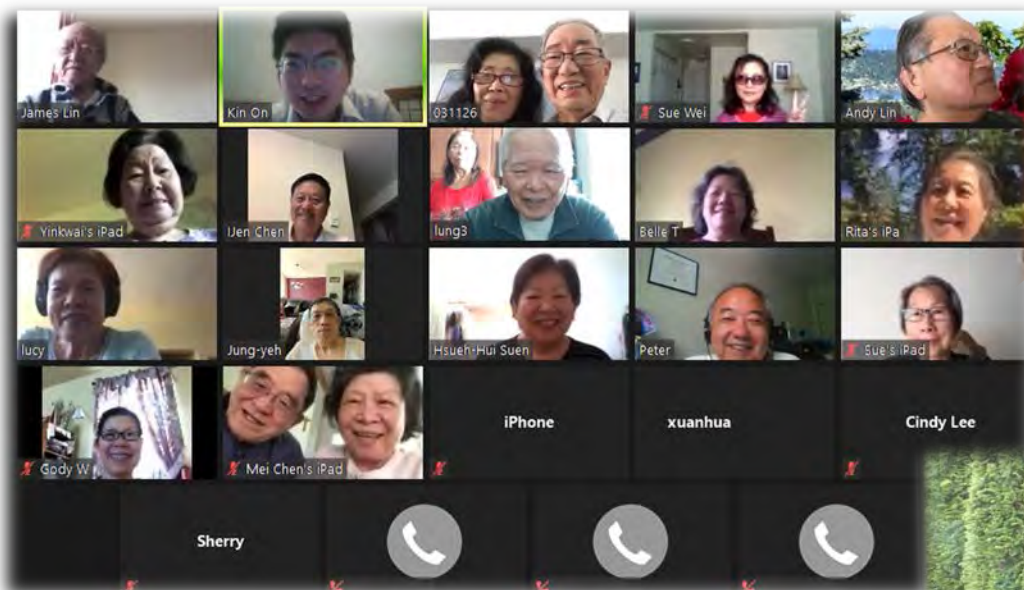 James Lin
Kin On
031126
Sue Wei
Andy Lin
Yinkwai's iPad
IJen Chen
lung3
Belle T
Rita's iPa
lucy
Jung-yeh
Hsueh-Hui Suen
Peter
Sue's iPad
Gody W
Mei Chen's iPad
iPhone
xuanhua
Cindy Lee
Sherry